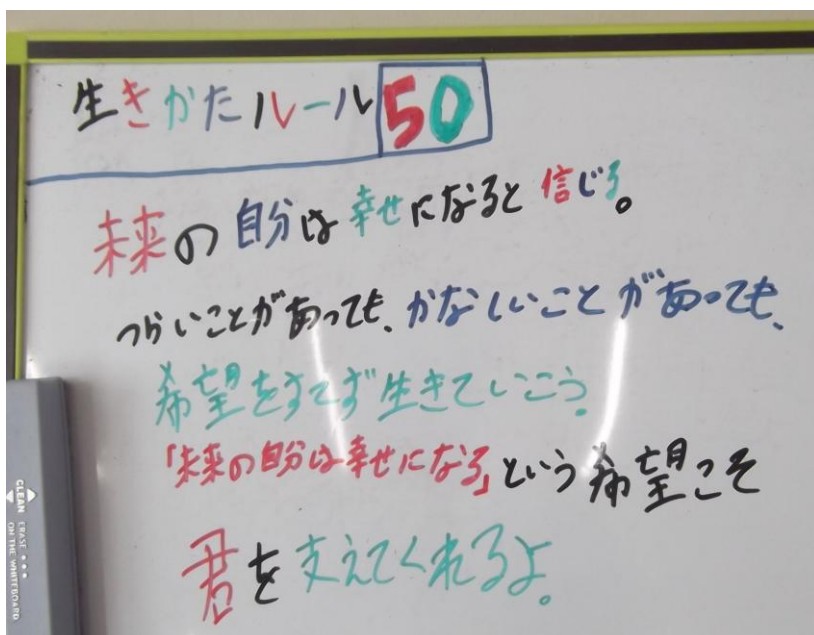 生きかたルール50
未来の自分は幸せになると信じる。
つらいことがあっても、かなしいことがあっても、
希望をすてず生きていこう。
「未来の自分は幸せになる」という希望こそ
君を支えてくれるよ。
CLEAN ERASE
ON THE WHITEBOARD